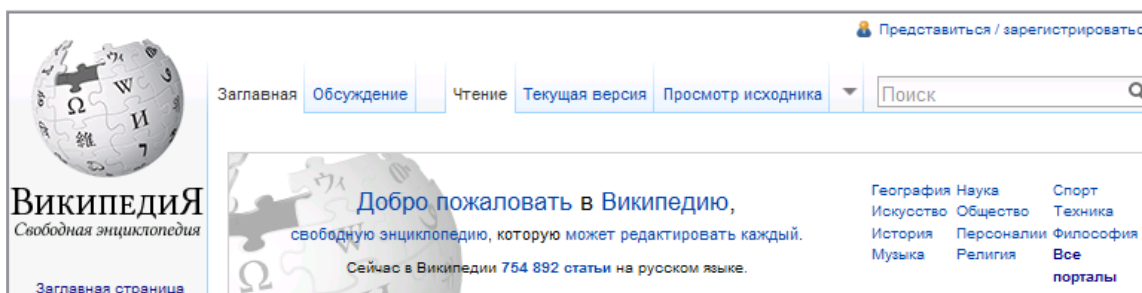 Представиться / зарегистрироватьс
Заглавная Обсуждение Чтение Текущая версия Просмотр исходника Поиск
ВикипедиЯ
Свободная энциклопедия
Заглавная страница
Добро пожаловать в Википедию,
свободную энциклопедию, которую может редактировать каждый.
Сейчас в Википедии 754 892 статьи на русском языке.
География Наука Спорт
Искусство Общество Техника
История Персоналии Философия
Музыка Религия Все
порталы